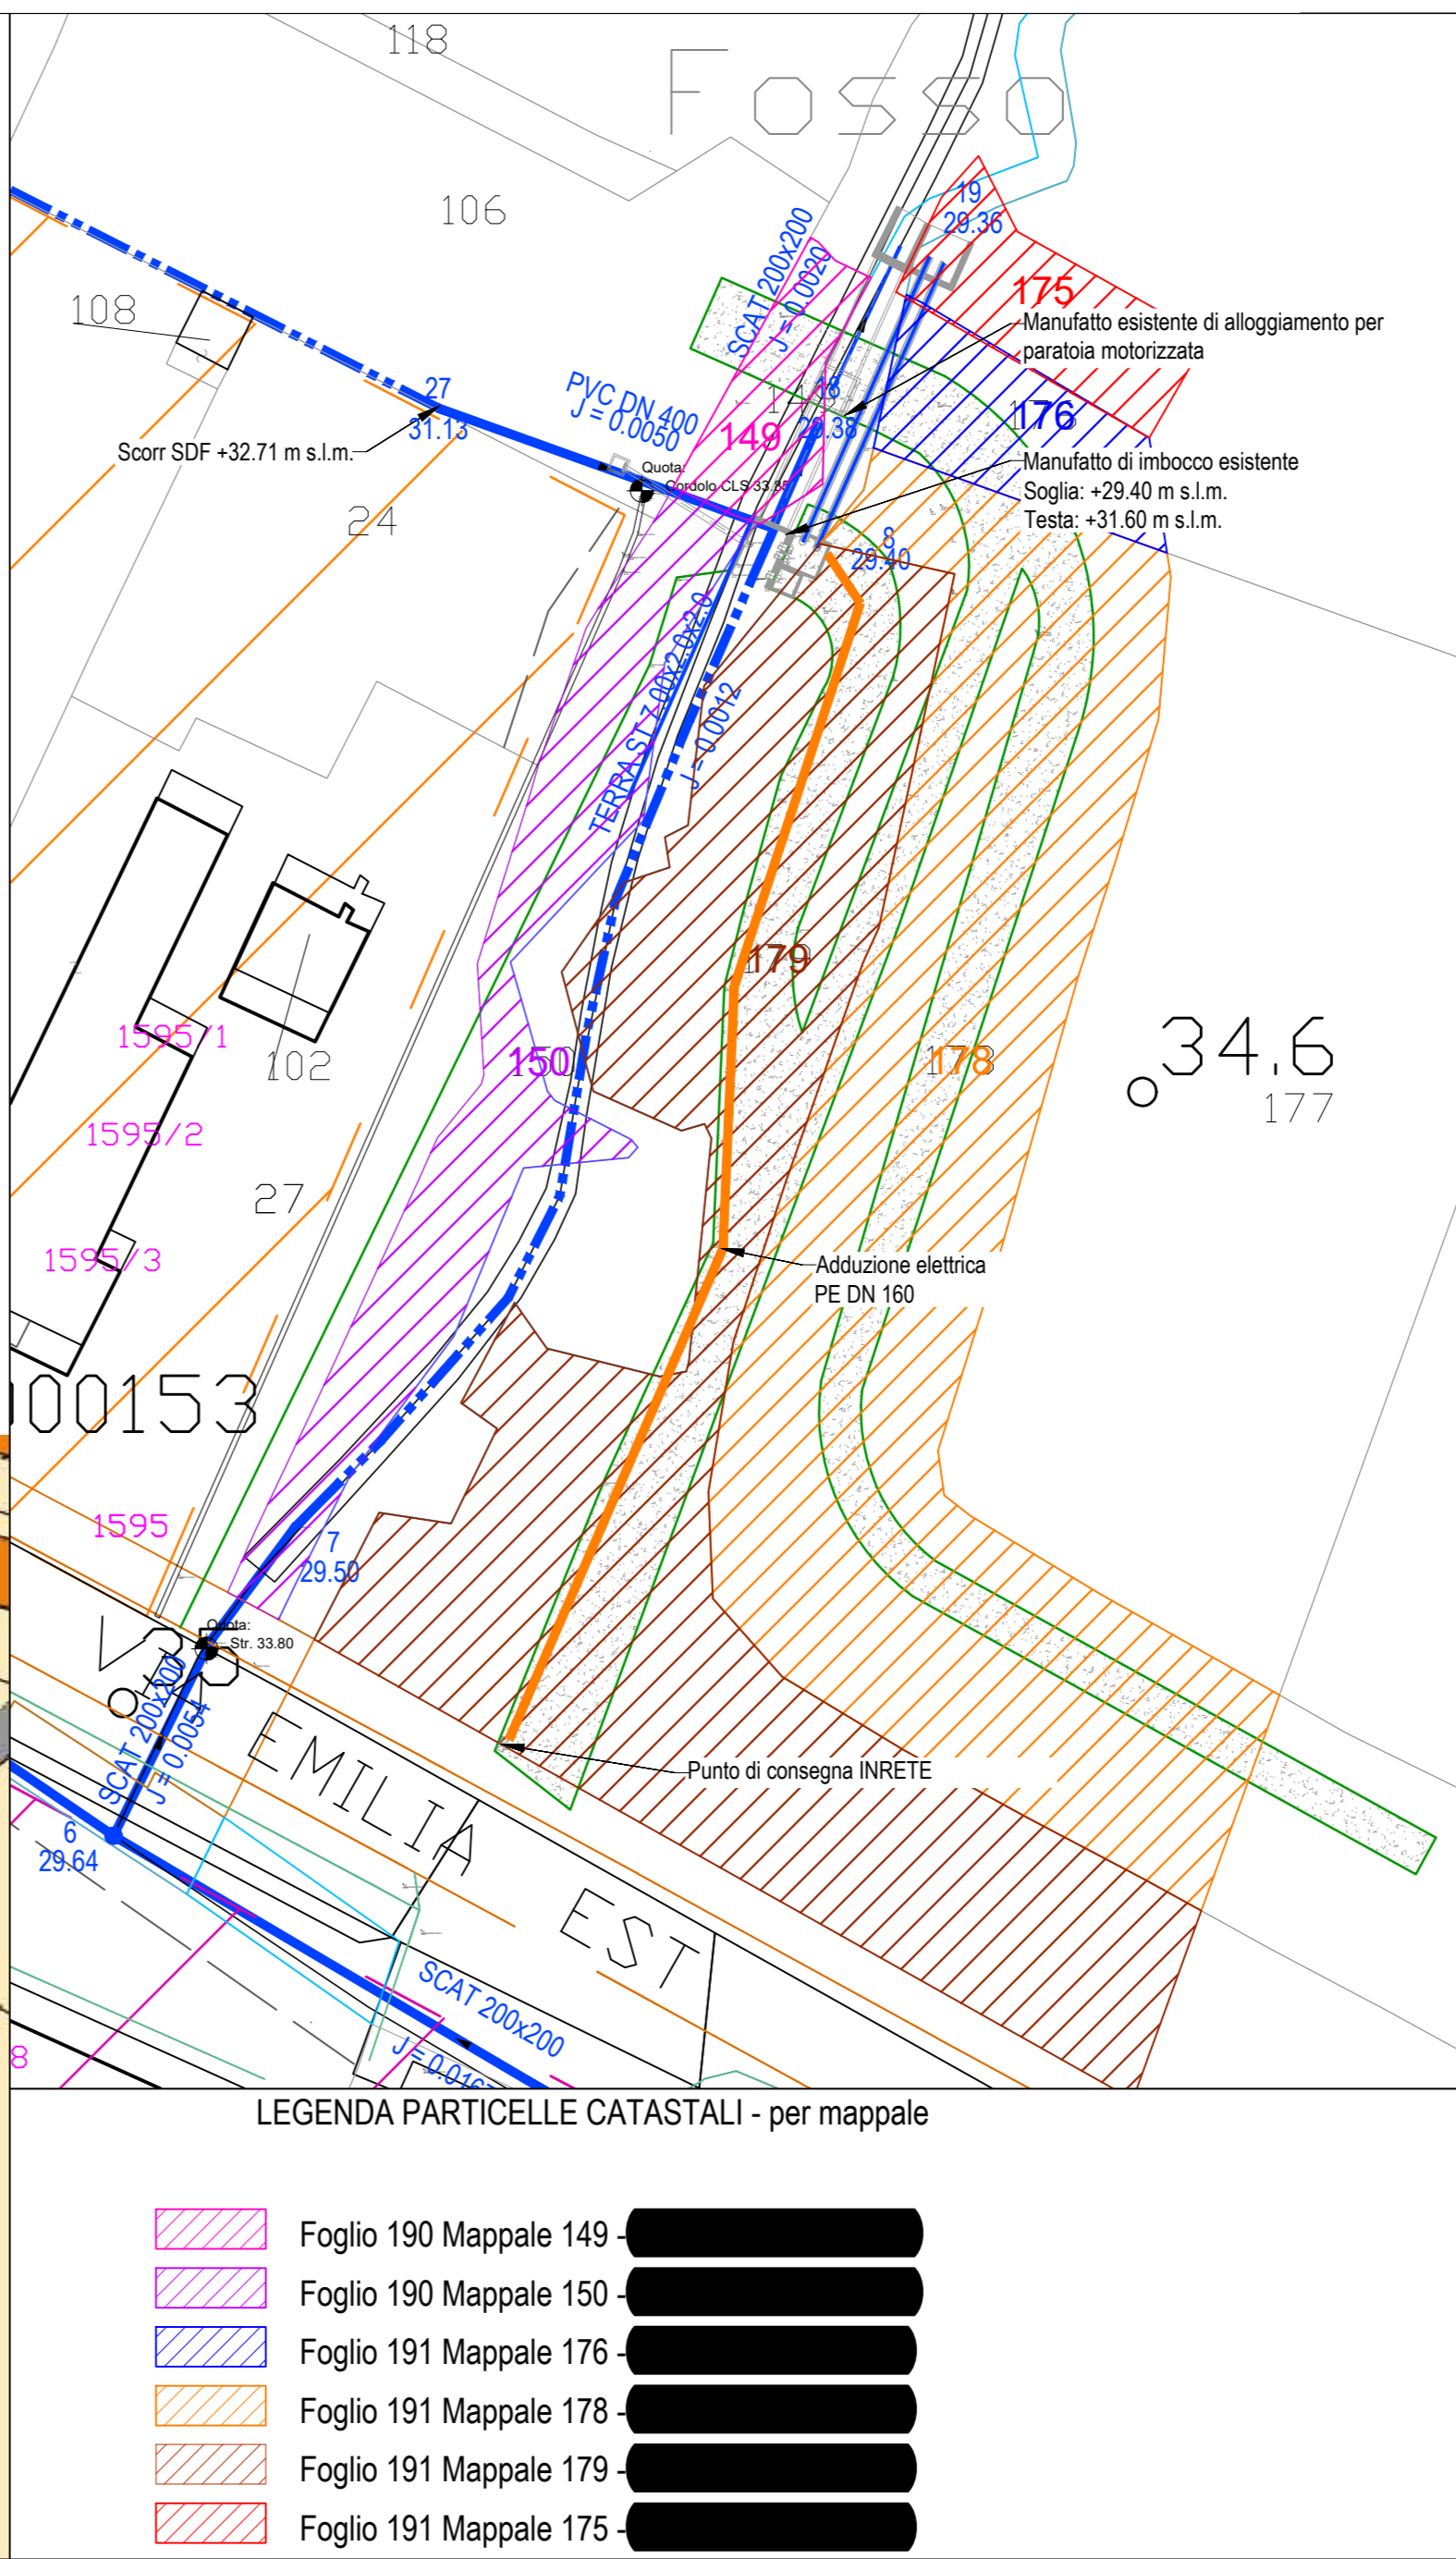 118
Fosso
106
19
29.36
108
SCAT 200x200
J = 0.0020
175
Manufatto esistente di alloggiamento per
paratoia motorizzata
27
31.13
PVC DN 400
J = 0.0050
149
176
Scorr SDF +32.71 m s.l.m.
Quota:
Cordolo CLS 33.85
Manufatto di imbocco esistente
Soglia: +29.40 m s.l.m.
Testa: +31.60 m s.l.m.
24
8
29.40
TERRA ST 7.00x2.0x2.0
J = 0.0012
179
1595/1
102
150
178
34.6
177
1595/2
27
1595/3
Adduzione elettrica
PE DN 160
00153
1595
7
29.50
Quota:
Str. 33.80
SCAT 200x200
J = 0.0054
EMILIA EST
Punto di consegna INRETE
6
29.64
SCAT 200x200
8
LEGENDA PARTICELLE CATASTALI - per mappale
Foglio 190 Mappale 149 -
Foglio 190 Mappale 150 -
Foglio 191 Mappale 176 -
Foglio 191 Mappale 178 -
Foglio 191 Mappale 179 -
Foglio 191 Mappale 175 -